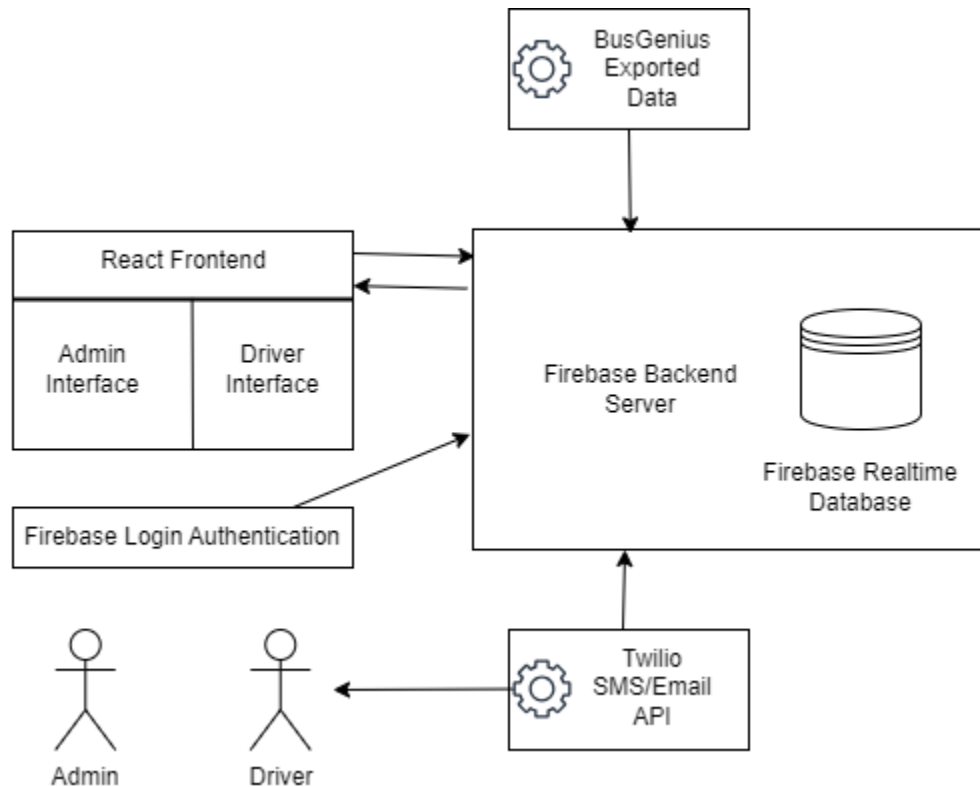 BusGenius
Exported
Data
React Frontend
Admin
Interface
Driver
Interface
Firebase Backend
Server
Firebase Realtime
Database
Firebase Login Authentication
Twilio
SMS/Email
API
Admin
Driver